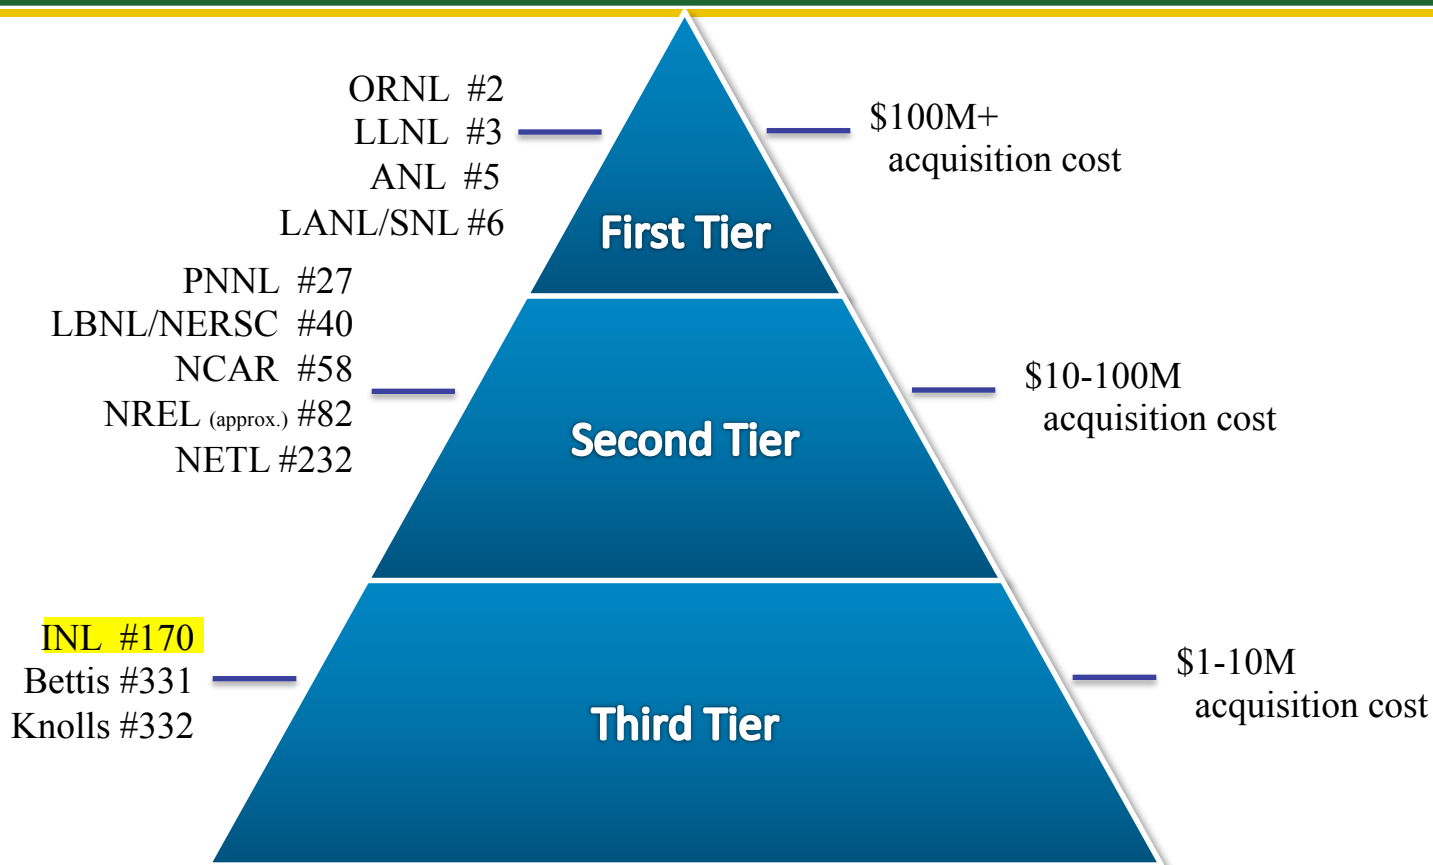 ORNL #2
LLNL #3
ANL #5
LANL/SNL #6
$100M+
acquisition cost
First Tier
PNNL #27
LBNL/NERSC #40
NCAR #58
NREL (approx.) #82
NETL #232
$10-100M
acquisition cost
Second Tier
INL #170
Bettis #331
Knolls #332
$1-10M
acquisition cost
Third Tier